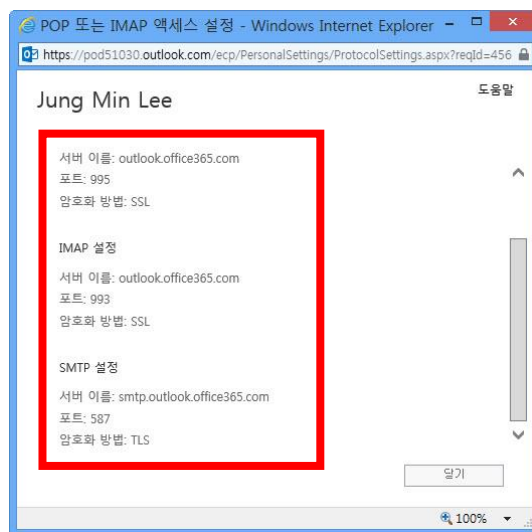 POP 또는 IMAP 액세스 설정 - Windows Internet Explorer
https://pod51030.outlook.com/ecp/PersonalSettings/ProtocolSettings.aspx?reqId=456
도움말
Jung Min Lee
서버 이름: outlook.office365.com
포트: 995
암호화 방법: SSL
IMAP 설정
서버 이름: outlook.office365.com
포트: 993
암호화 방법: SSL
SMTP 설정
서버 이름: smtp.outlook.office365.com
포트: 587
암호화 방법: TLS
닫기
100%